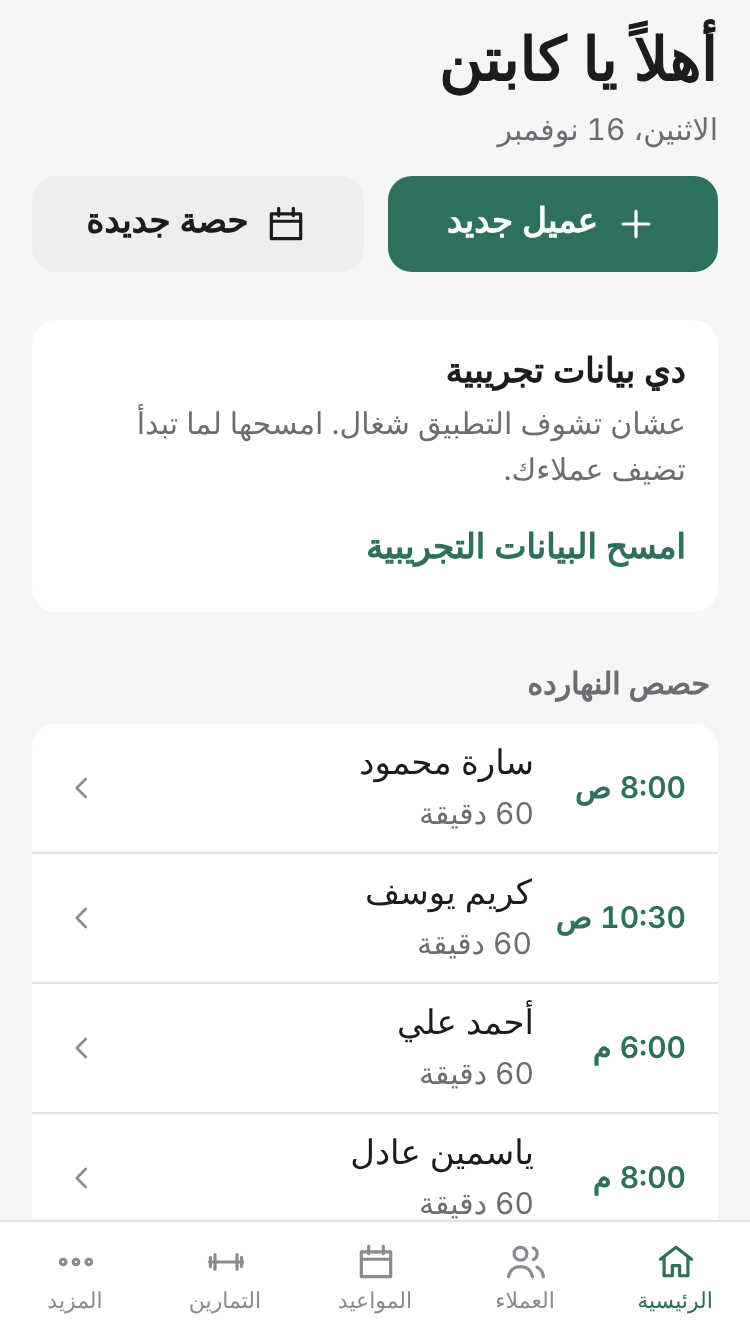 أهلاً يا كابتن
الاثنين، 16 نوفمبر
عميل جديد
حصة جديدة
دي بيانات تجريبية
عشان تشوف التطبيق شغال. امسحها لما تبدأ
تضيف عملاءك.
امسح البيانات التجريبية
حصص النهارده
8:00 ص
سارة محمود
60 دقيقة
10:30 ص
كريم يوسف
60 دقيقة
6:00 م
أحمد علي
60 دقيقة
8:00 م
ياسمين عادل
60 دقيقة
الرئيسية
العملاء
المواعيد
التمارين
المزيد